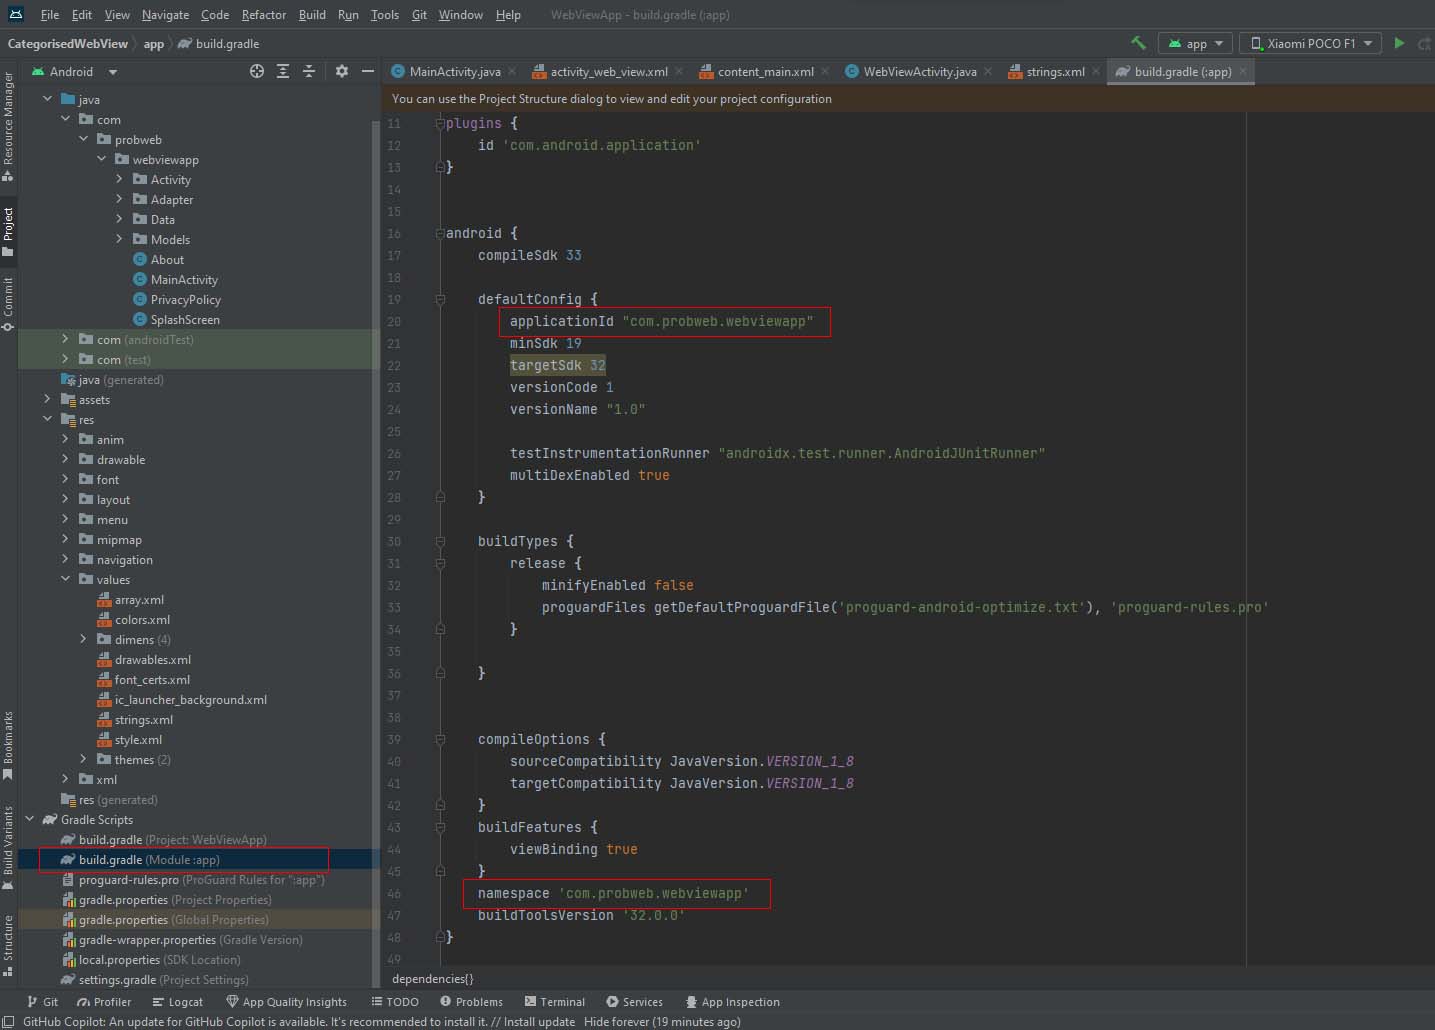 File Edit View Navigate Code Refactor Build Run Tools Git Window Help WebViewApp - build.gradle (:app)
CategorisedWebView app build.gradle app Xiaomi POCO F1
Android
MainActivity.java activity_web_view.xml content_main.xml WebViewActivity.java strings.xml build.gradle (:app)
You can use the Project Structure dialog to view and edit your project configuration
Resource Manager
Project
Commit
Bookmarks
Build Variants
Structure
java
com
probweb
webviewapp
Activity
Adapter
Data
Models
About
MainActivity
PrivacyPolicy
SplashScreen
com (androidTest)
com (test)
java (generated)
assets
res
anim
drawable
font
layout
menu
mipmap
navigation
values
array.xml
colors.xml
dimens (4)
drawables.xml
font_certs.xml
ic_launcher_background.xml
strings.xml
style.xml
themes (2)
xml
res (generated)
Gradle Scripts
build.gradle (Project: WebViewApp)
build.gradle (Module :app)
proguard-rules.pro (ProGuard Rules for ":app")
gradle.properties (Project Properties)
gradle.properties (Global Properties)
gradle-wrapper.properties (Gradle Version)
local.properties (SDK Location)
settings.gradle (Project Settings)
11 plugins {
12 id 'com.android.application'
13 }
14
15
16 android {
17 compileSdk 33
18
19 defaultConfig {
20 applicationId "com.probweb.webviewapp"
21 minSdk 19
22 targetSdk 32
23 versionCode 1
24 versionName "1.0"
25
26 testInstrumentationRunner "androidx.test.runner.AndroidJUnitRunner"
27 multiDexEnabled true
28 }
29
30 buildTypes {
31 release {
32 minifyEnabled false
33 proguardFiles getDefaultProguardFile('proguard-android-optimize.txt'), 'proguard-rules.pro'
34 }
35
36 }
37
38
39 compileOptions {
40 sourceCompatibility JavaVersion.VERSION_1_8
41 targetCompatibility JavaVersion.VERSION_1_8
42 }
43 buildFeatures {
44 viewBinding true
45 }
46 namespace 'com.probweb.webviewapp'
47 buildToolsVersion '32.0.0'
48 }
49
dependencies{}
Git Profiler Logcat App Quality Insights TODO Problems Terminal Services App Inspection
GitHub Copilot: An update for GitHub Copilot is available. It's recommended to install it. // Install update Hide forever (19 minutes ago)